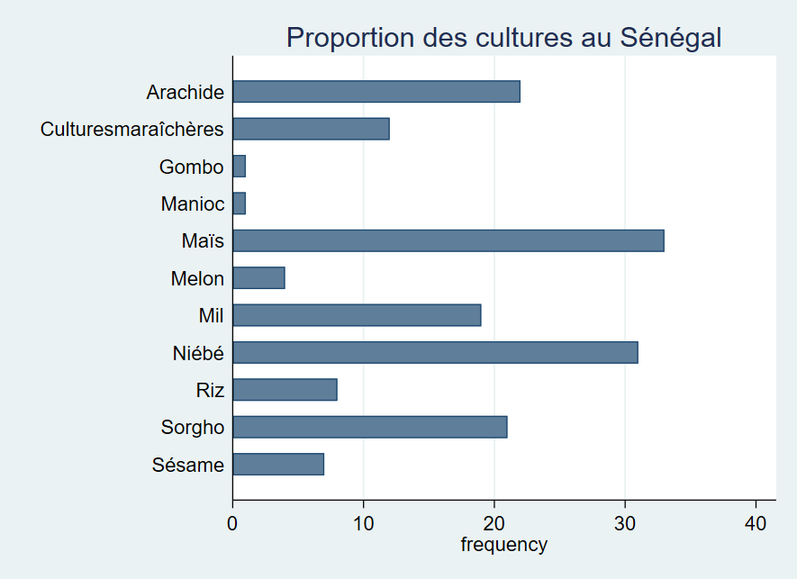 Proportion des cultures au Sénégal
Arachide
Culturesmaraîchères
Gombo
Manioc
Maïs
Melon
Mil
Niébé
Riz
Sorgho
Sésame
0 10 20 30 40
frequency